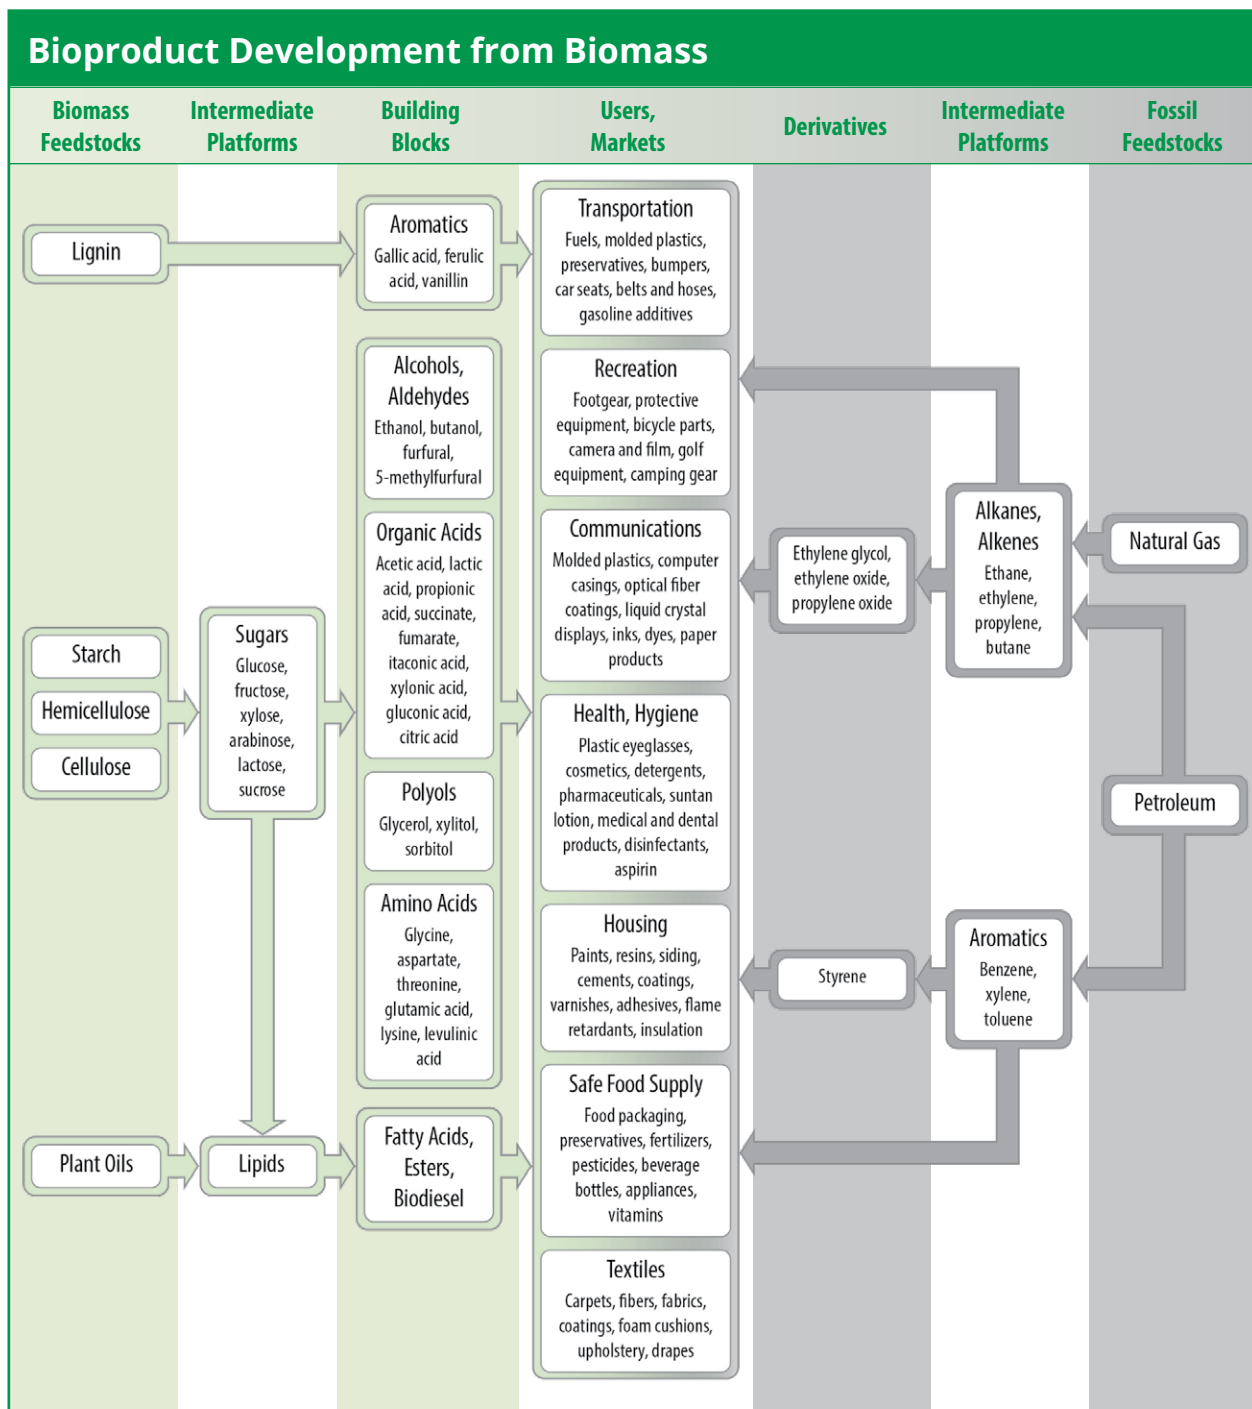 Bioproduct Development from Biomass
Biomass
Feedstocks
Intermediate
Platforms
Building
Blocks
Users,
Markets
Derivatives
Intermediate
Platforms
Fossil
Feedstocks
Lignin
Starch
Hemicellulose
Cellulose
Plant Oils
Sugars
Glucose,
fructose,
xylose,
arabinose,
lactose,
sucrose
Lipids
Aromatics
Gallic acid, ferulic
acid, vanillin
Alcohols,
Aldehydes
Ethanol, butanol,
furfural,
5-methylfurfural
Organic Acids
Acetic acid, lactic
acid, propionic
acid, succinate,
fumarate,
itaconic acid,
xylonic acid,
gluconic acid,
citric acid
Polyols
Glycerol, xylitol,
sorbitol
Amino Acids
Glycine,
aspartate,
threonine,
glutamic acid,
lysine, levulinic
acid
Fatty Acids,
Esters,
Biodiesel
Transportation
Fuels, molded plastics,
preservatives, bumpers,
car seats, belts and hoses,
gasoline additives
Recreation
Footgear, protective
equipment, bicycle parts,
camera and film, golf
equipment, camping gear
Communications
Molded plastics, computer
casings, optical fiber
coatings, liquid crystal
displays, inks, dyes, paper
products
Health, Hygiene
Plastic eyeglasses,
cosmetics, detergents,
pharmaceuticals, suntan
lotion, medical and dental
products, disinfectants,
aspirin
Housing
Paints, resins, siding,
cements, coatings,
varnishes, adhesives, flame
retardants, insulation
Safe Food Supply
Food packaging,
preservatives, fertilizers,
pesticides, beverage
bottles, appliances,
vitamins
Textiles
Carpets, fibers, fabrics,
coatings, foam cushions,
upholstery, drapes
Ethylene glycol,
ethylene oxide,
propylene oxide
Styrene
Alkanes,
Alkenes
Ethane,
ethylene,
propylene,
butane
Aromatics
Benzene,
xylene,
toluene
Natural Gas
Petroleum